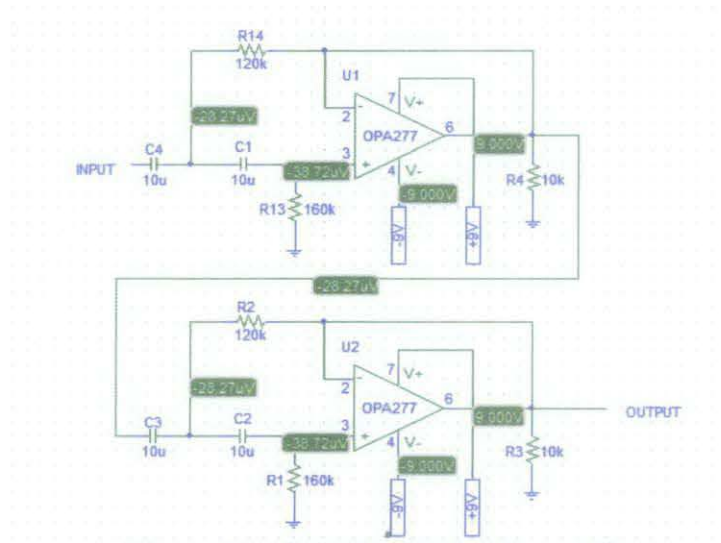 R14
120k
U1
-28.27uV
7
V+
2
-
OPA277
6
9.000V
C4
C1
3
+
INPUT
-38.72uV
4
V-
10u
10u
-9.000V
R4
10k
R13
160k
-9V
+9V
-28.27uV
R2
120k
U2
-28.27uV
7
V+
2
-
OPA277
6
9.000V
OUTPUT
C3
C2
3
+
-38.72uV
4
V-
10u
10u
-9.000V
R3
10k
R1
160k
-9V
+9V